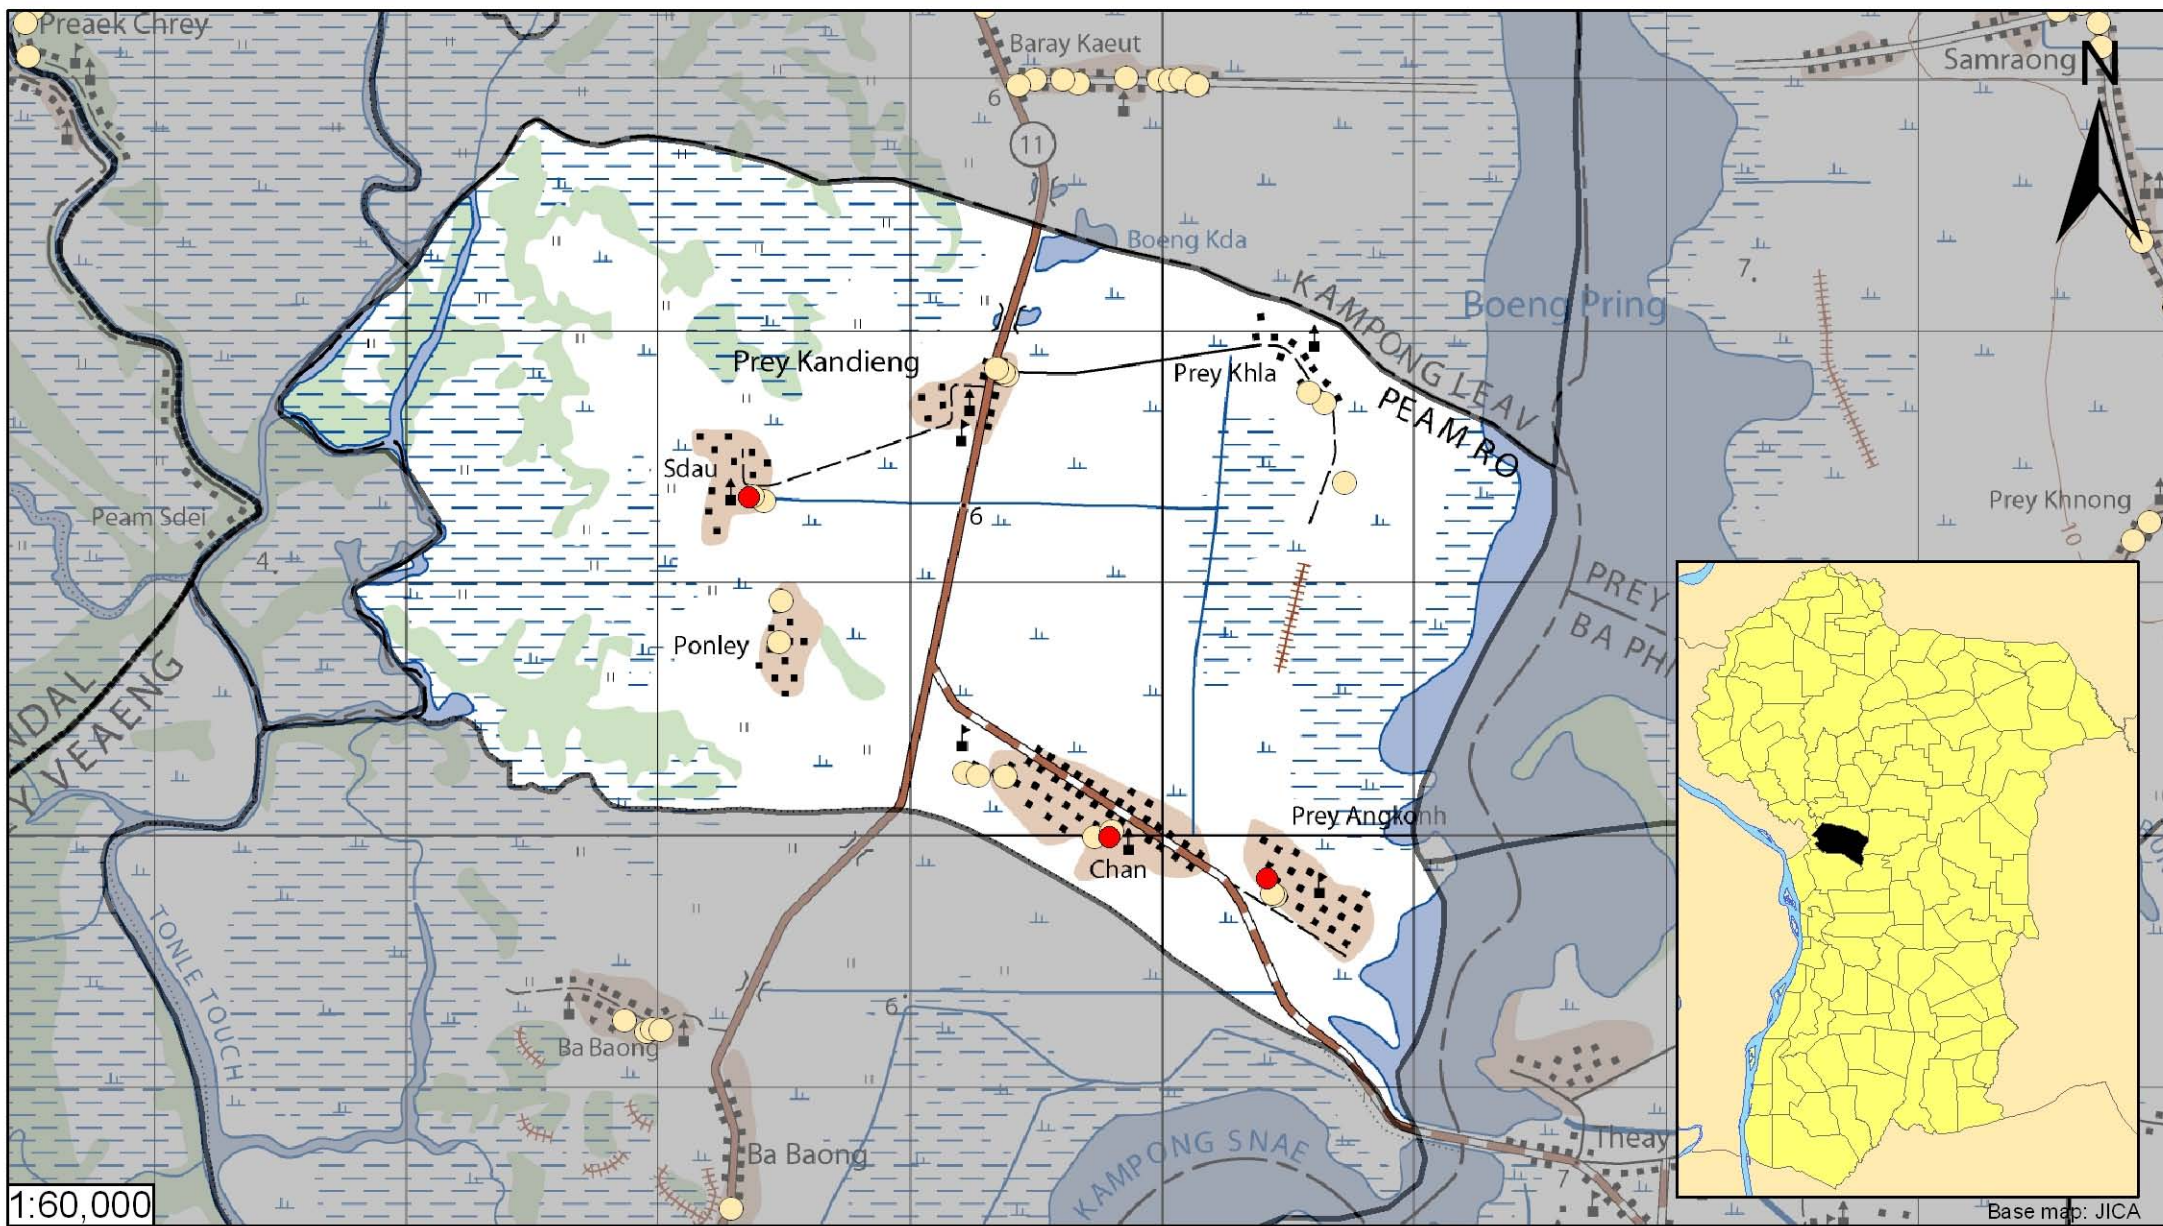 Preaek Chrey
Baray Kaeut
Samraong
N
6
11
7
Boeng Kda
KAMPONG LEAV
Boeng Pring
Prey Kandieng
Prey Khla
PEAM RO
Sdau
Peam Sdei
6
Prey Khnong
4
10
PREY
BA PH
Ponley
NDAL
Y VEAENG
Prey Angkonh
Chan
TONLE TOUCH
6
Ba Baong
Ba Baong
KAMPONG SNAE
Theay
7
1:60,000
Base map: JICA